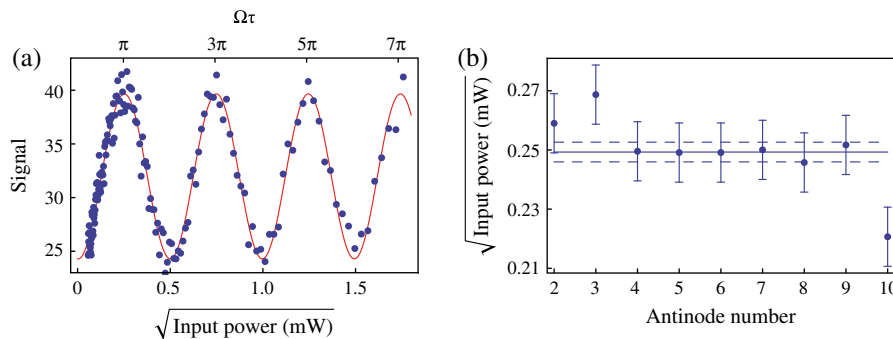 Ωτ
π 3π 5π 7π
(a)
40
35
30
25
Signal
0 0.5 1.0 1.5
√Input power (mW)
(b)
0.27
0.25
0.23
0.21
√Input power (mW)
2 3 4 5 6 7 8 9 10
Antinode number